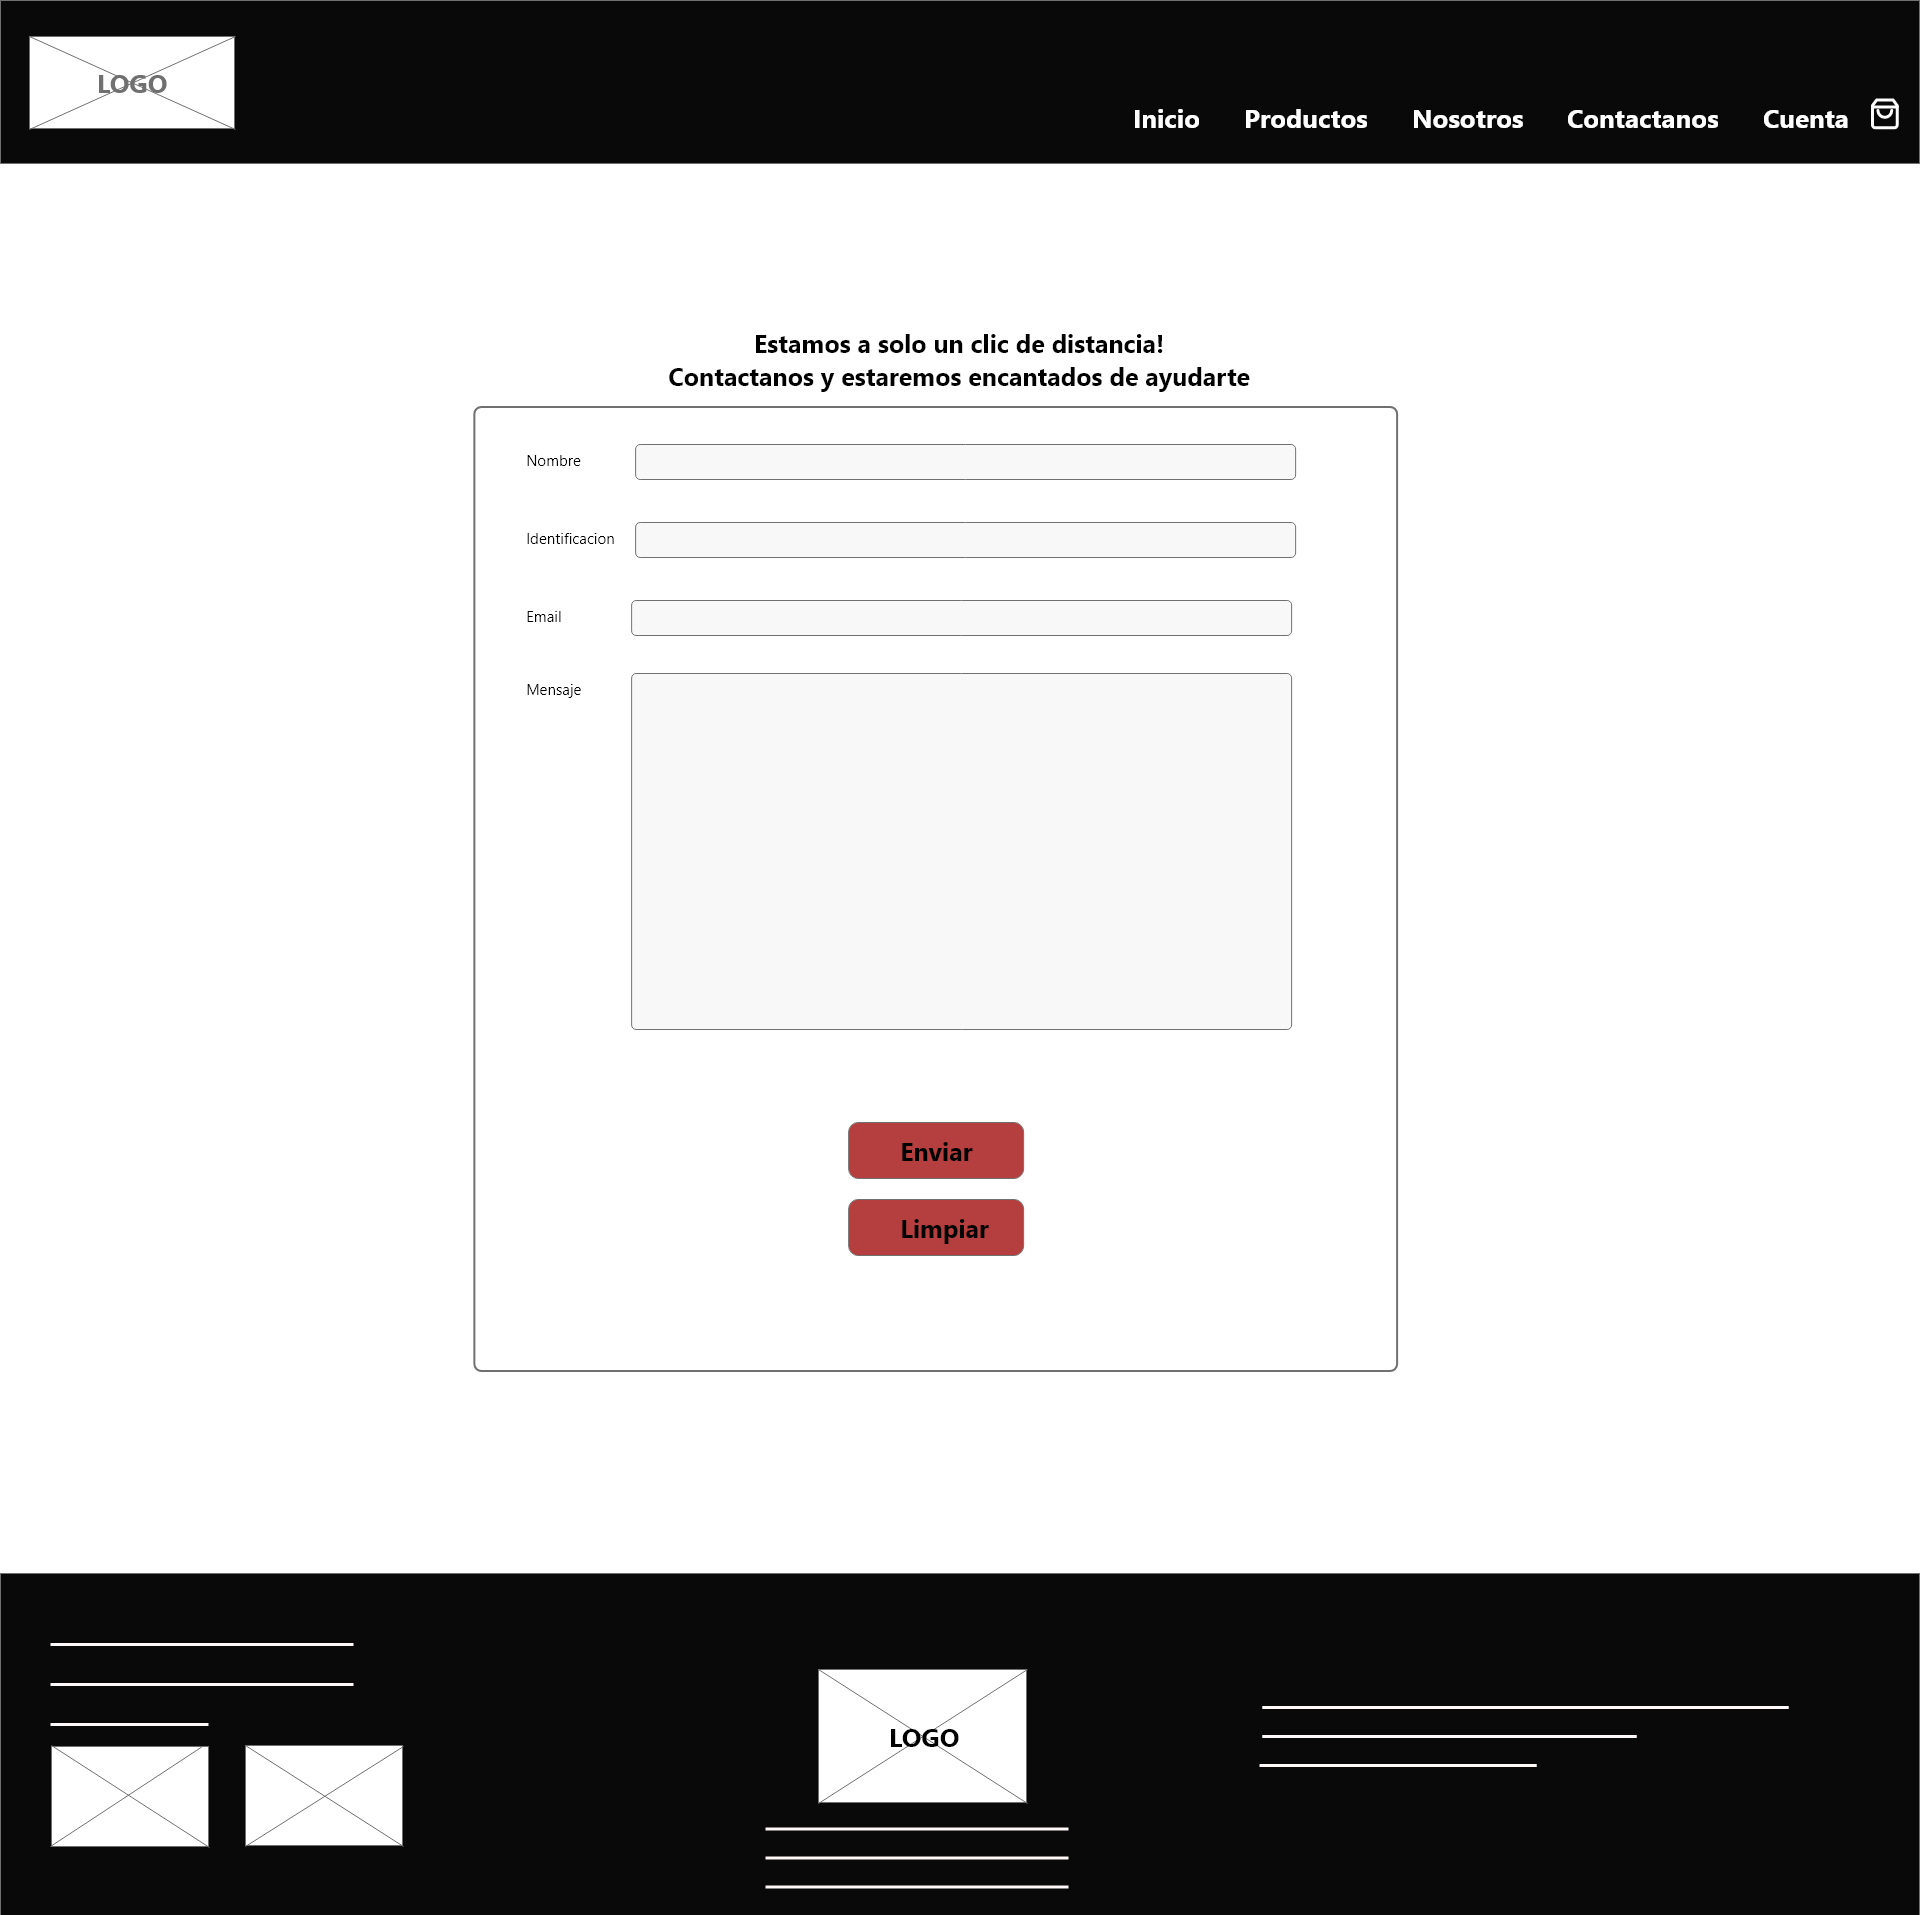 LOGO
Inicio Productos Nosotros Contactanos Cuenta
Estamos a solo un clic de distancia!
Contactanos y estaremos encantados de ayudarte
Nombre
Identificacion
Email
Mensaje
Enviar
Limpiar
LOGO